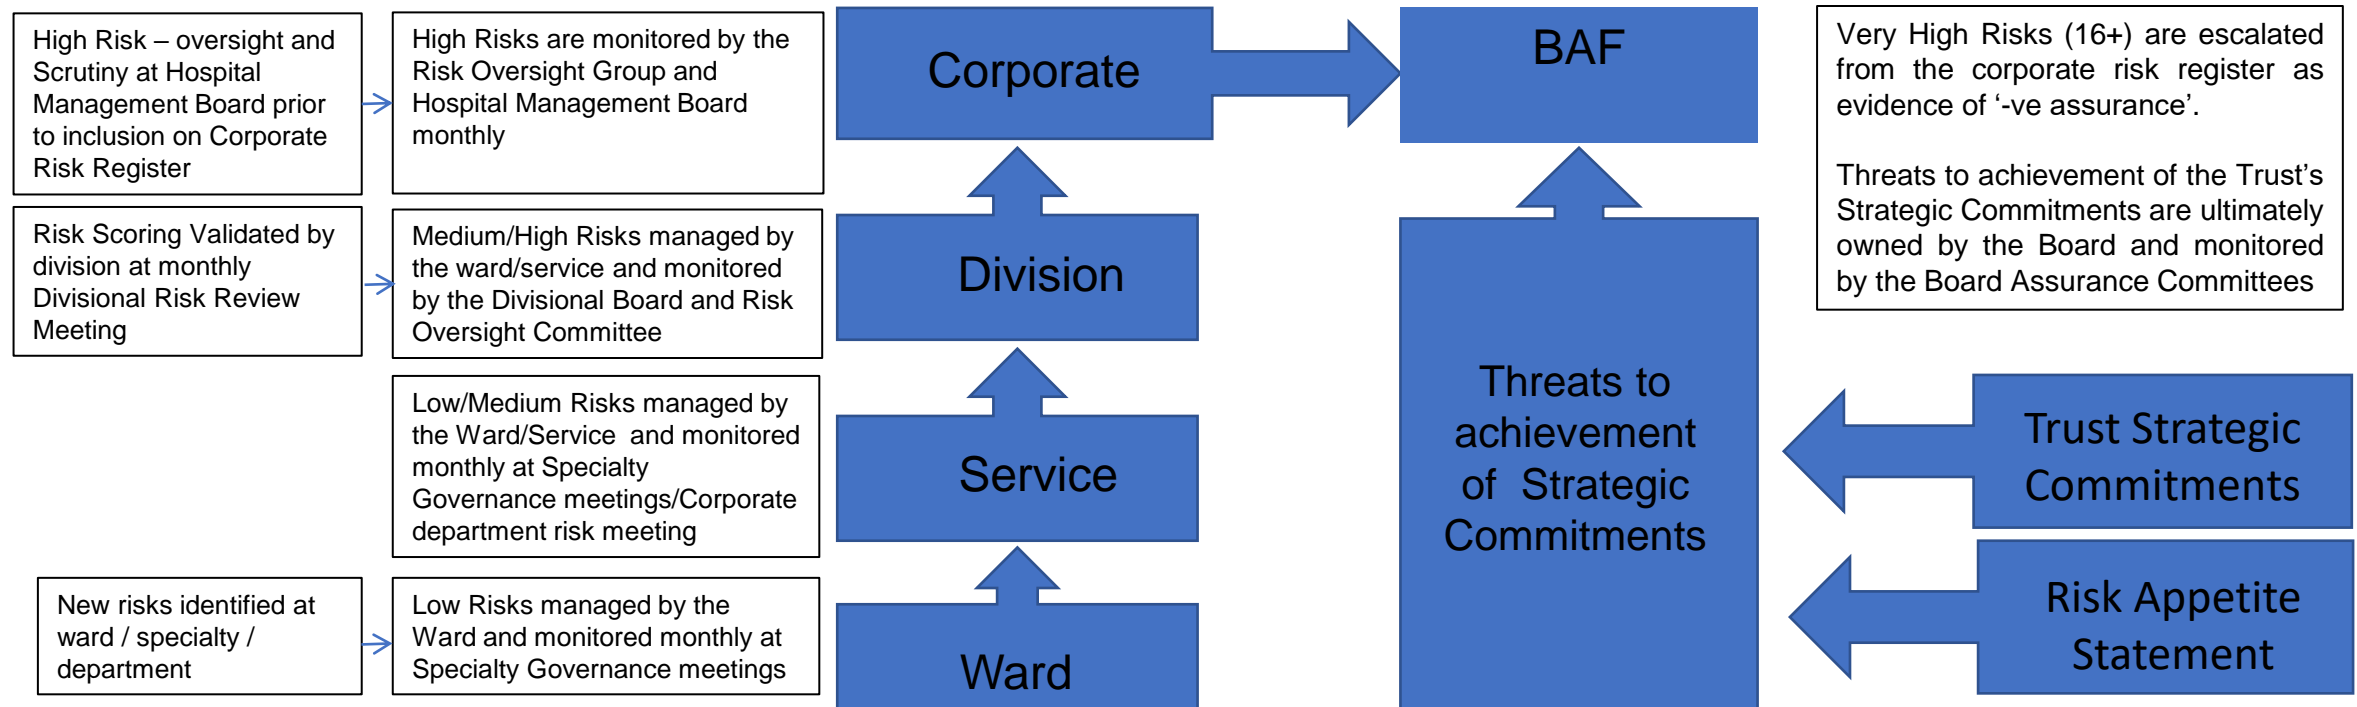 High Risk – oversight and
Scrutiny at Hospital
Management Board prior
to inclusion on Corporate
Risk Register
High Risks are monitored by the
Risk Oversight Group and
Hospital Management Board
monthly
Corporate
BAF
Very High Risks (16+) are escalated
from the corporate risk register as
evidence of ‘-ve assurance’.
Threats to achievement of the Trust’s
Strategic Commitments are ultimately
owned by the Board and monitored
by the Board Assurance Committees
Risk Scoring Validated by
division at monthly
Divisional Risk Review
Meeting
Medium/High Risks managed by
the ward/service and monitored
by the Divisional Board and Risk
Oversight Committee
Division
Low/Medium Risks managed by
the Ward/Service and monitored
monthly at Specialty
Governance meetings/Corporate
department risk meeting
Service
Threats to
achievement
of Strategic
Commitments
Trust Strategic
Commitments
New risks identified at
ward / specialty /
department
Low Risks managed by the
Ward and monitored monthly at
Specialty Governance meetings
Ward
Risk Appetite
Statement